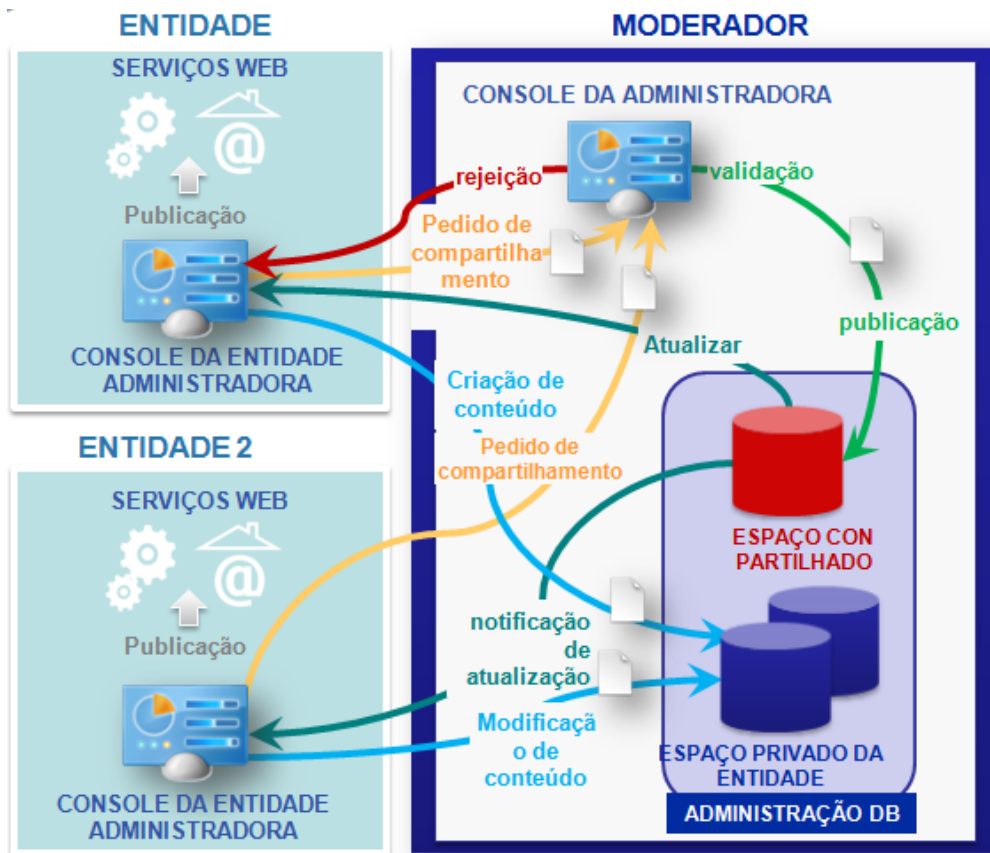 ENTIDADE
SERVIÇOS WEB
Publicação
CONSOLE DA ENTIDADE
ADMINISTRADORA
ENTIDADE 2
SERVIÇOS WEB
Publicação
CONSOLE DA ENTIDADE
ADMINISTRADORA
MODERADOR
CONSOLE DA ADMINISTRADORA
rejeição
validação
Pedido de
compartilha
mento
publicação
Atualizar
Criação de
conteúdo
Pedido de
compartilhamento
ESPAÇO CON
PARTILHADO
notificação
de
atualização
Modificaçã
o de
conteúdo
ESPAÇO PRIVADO DA
ENTIDADE
ADMINISTRAÇÃO DB